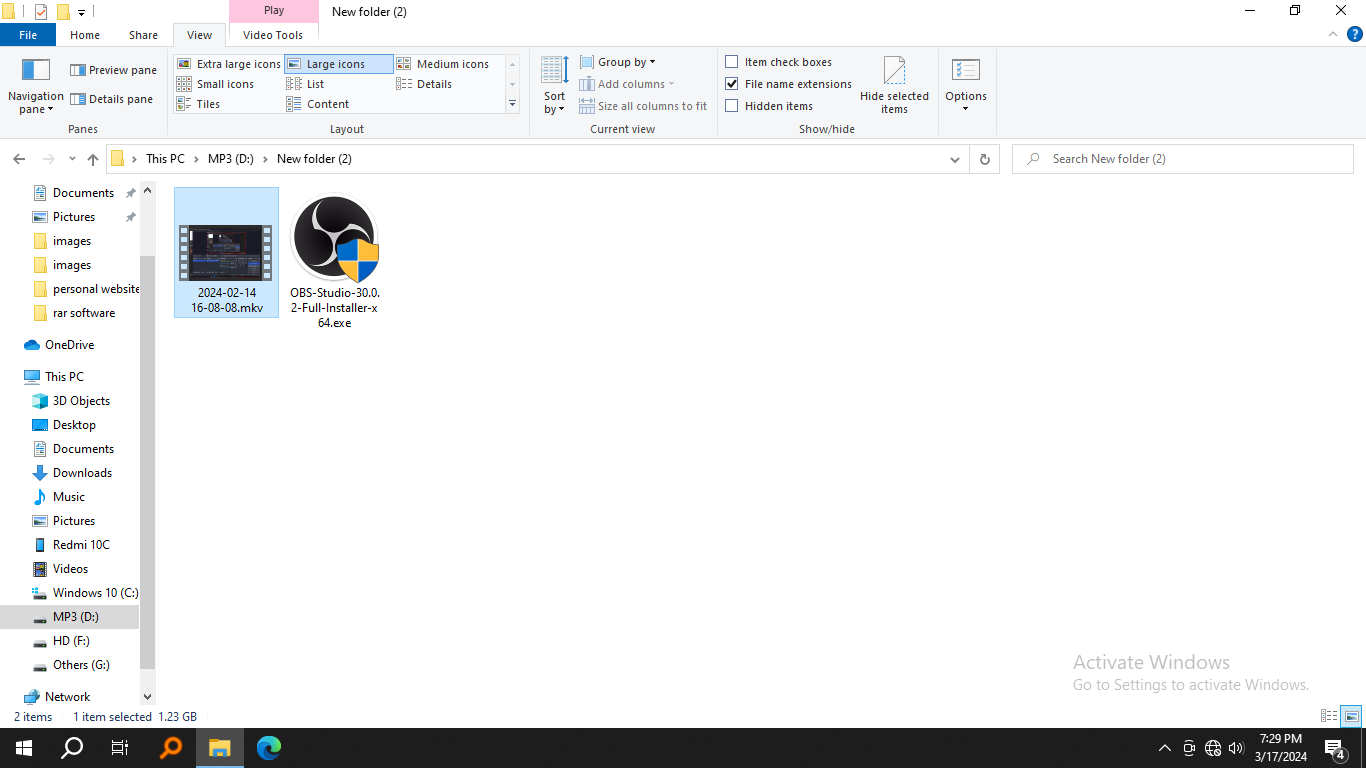 Play
New folder (2)
File
Home
Share
View
Video Tools
Navigation pane
Preview pane
Details pane
Panes
Extra large icons
Large icons
Medium icons
Small icons
List
Details
Tiles
Content
Layout
Sort by
Group by
Add columns
Size all columns to fit
Current view
Item check boxes
File name extensions
Hidden items
Hide selected items
Show/hide
Options
This PC
MP3 (D:)
New folder (2)
Search New folder (2)
Documents
Pictures
images
images
personal website
rar software
OneDrive
This PC
3D Objects
Desktop
Documents
Downloads
Music
Pictures
Redmi 10C
Videos
Windows 10 (C:)
MP3 (D:)
HD (F:)
Others (G:)
Network
2024-02-14
16-08-08.mkv
OBS-Studio-30.0.
2-Full-Installer-x
64.exe
Activate Windows
Go to Settings to activate Windows.
2 items
1 item selected 1.23 GB
7:29 PM
3/17/2024
4